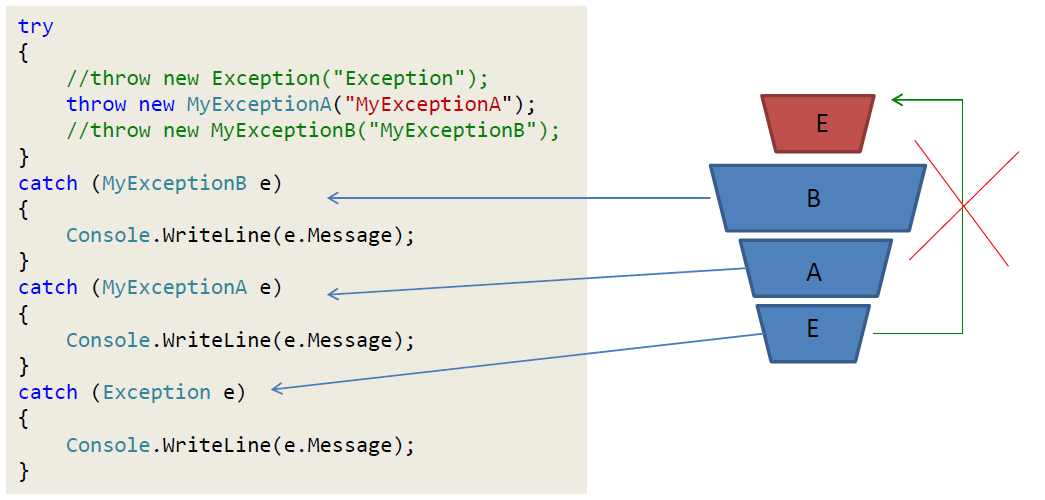 try
{
    //throw new Exception("Exception");
    throw new MyExceptionA("MyExceptionA");
    //throw new MyExceptionB("MyExceptionB");
}
catch (MyExceptionB e)
{
    Console.WriteLine(e.Message);
}
catch (MyExceptionA e)
{
    Console.WriteLine(e.Message);
}
catch (Exception e)
{
    Console.WriteLine(e.Message);
}
E
B
A
E